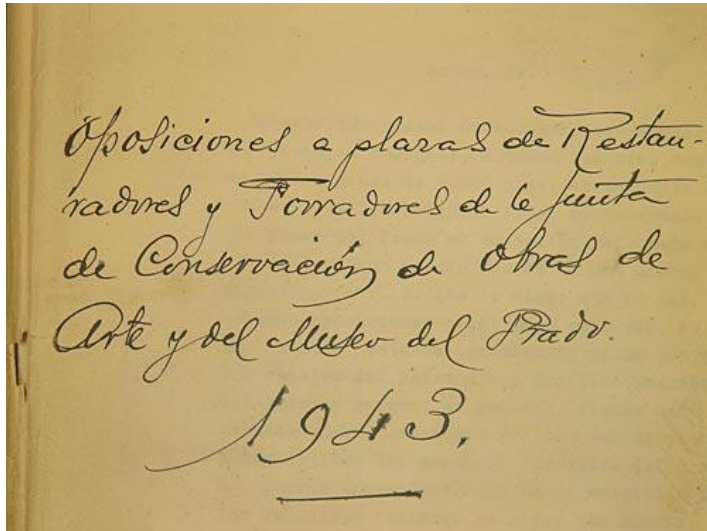 Oposiciones a plazas de Restau-
radores y Forradores de la Junta
de Conservación de Obras de
Arte y del Museo del Prado.
1943.